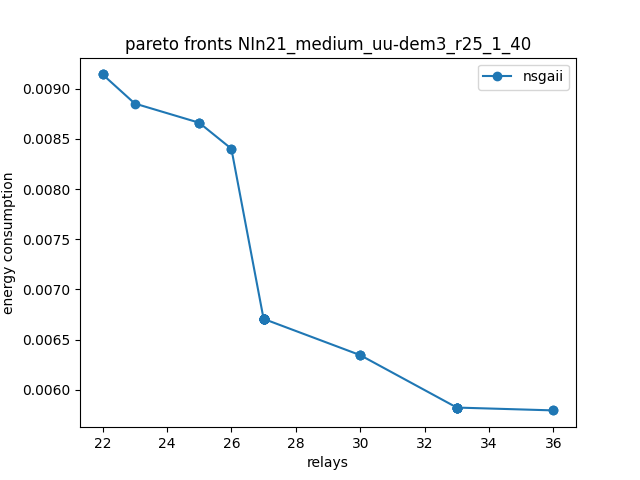 pareto fronts NIn21_medium_uu-dem3_r25_1_40
nsgaii
energy consumption
0.0090
0.0085
0.0080
0.0075
0.0070
0.0065
0.0060
22 24 26 28 30 32 34 36
relays